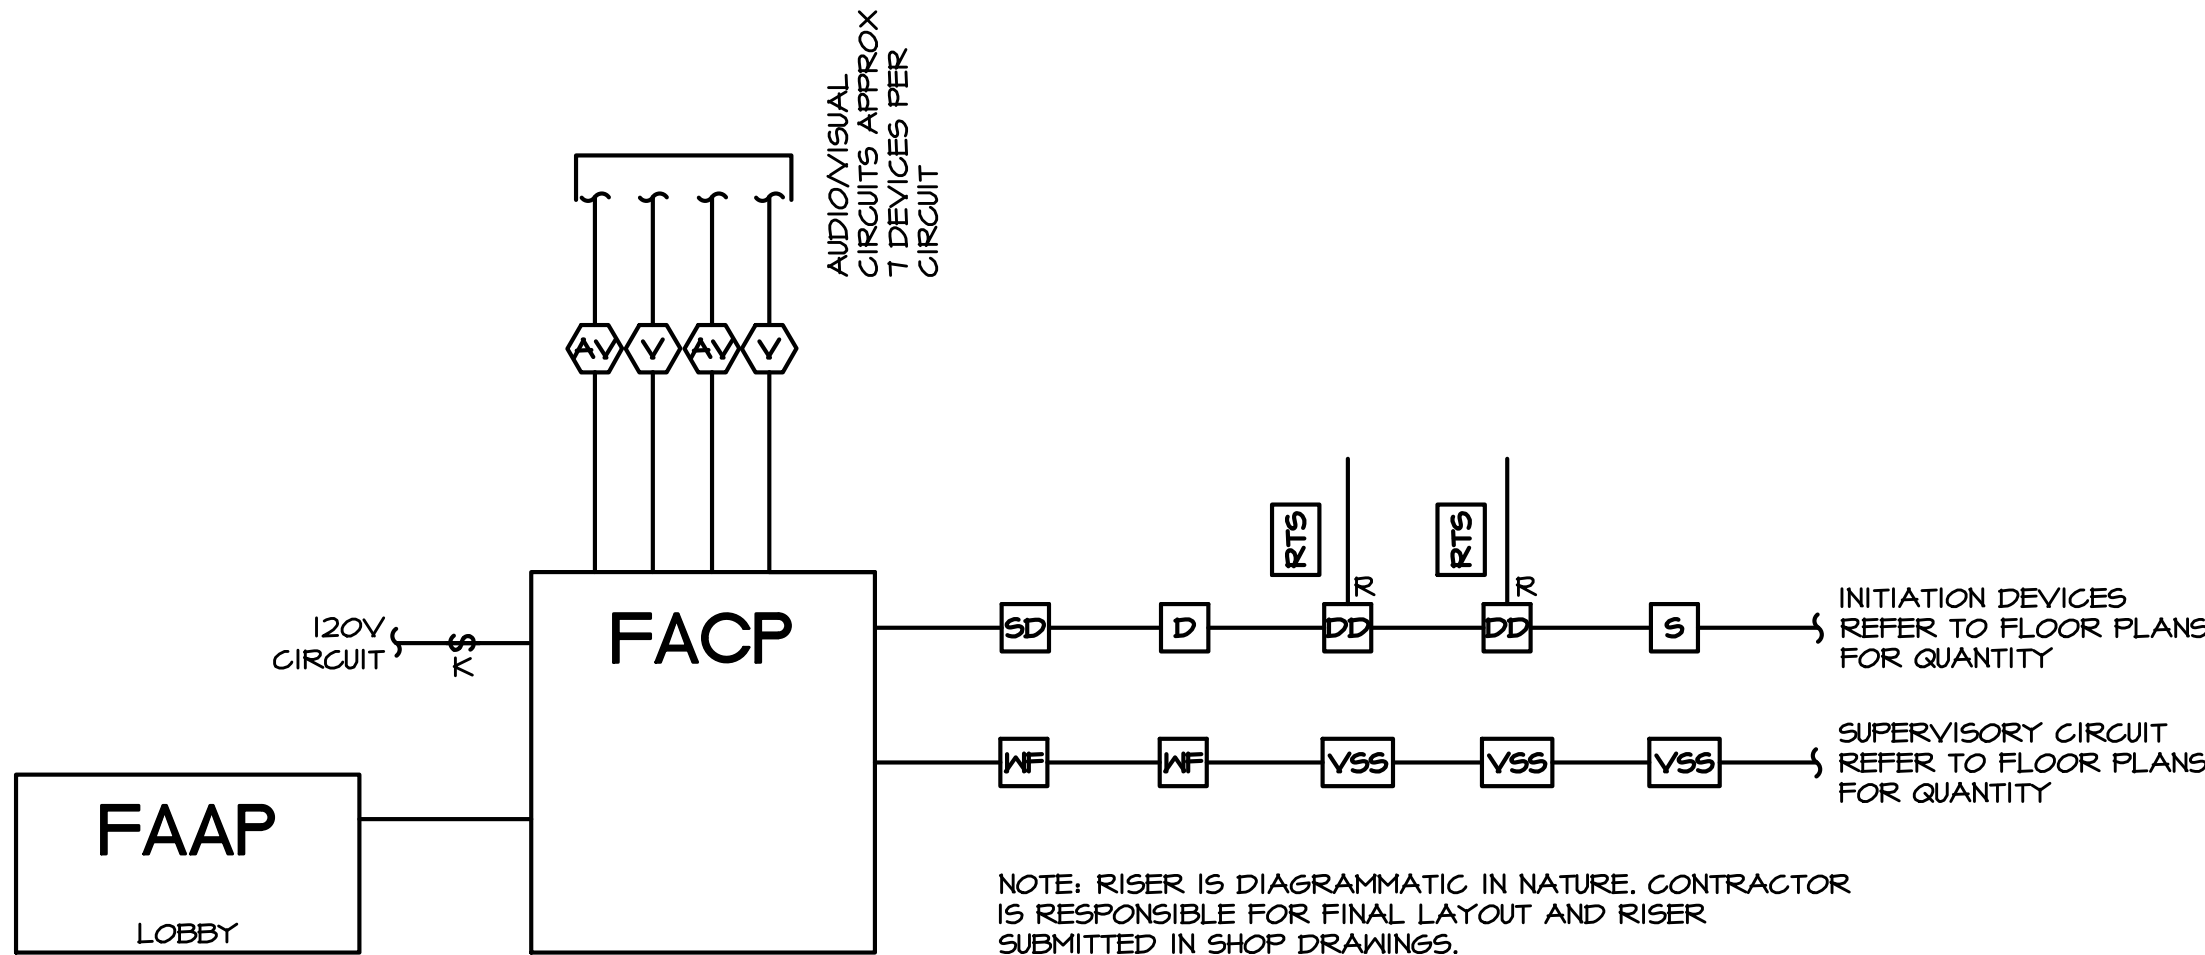 AUDIO/VISUAL
CIRCUITS APPROX
7 DEVICES PER
CIRCUIT
AV V AV V
RTS RTS
R R
FACP
120V
CIRCUIT
S
K
SD D DD DD S
INITIATION DEVICES
REFER TO FLOOR PLANS
FOR QUANTITY
WF WF VSS VSS VSS
SUPERVISORY CIRCUIT
REFER TO FLOOR PLANS
FOR QUANTITY
FAAP
LOBBY
NOTE: RISER IS DIAGRAMMATIC IN NATURE. CONTRACTOR
IS RESPONSIBLE FOR FINAL LAYOUT AND RISER
SUBMITTED IN SHOP DRAWINGS.